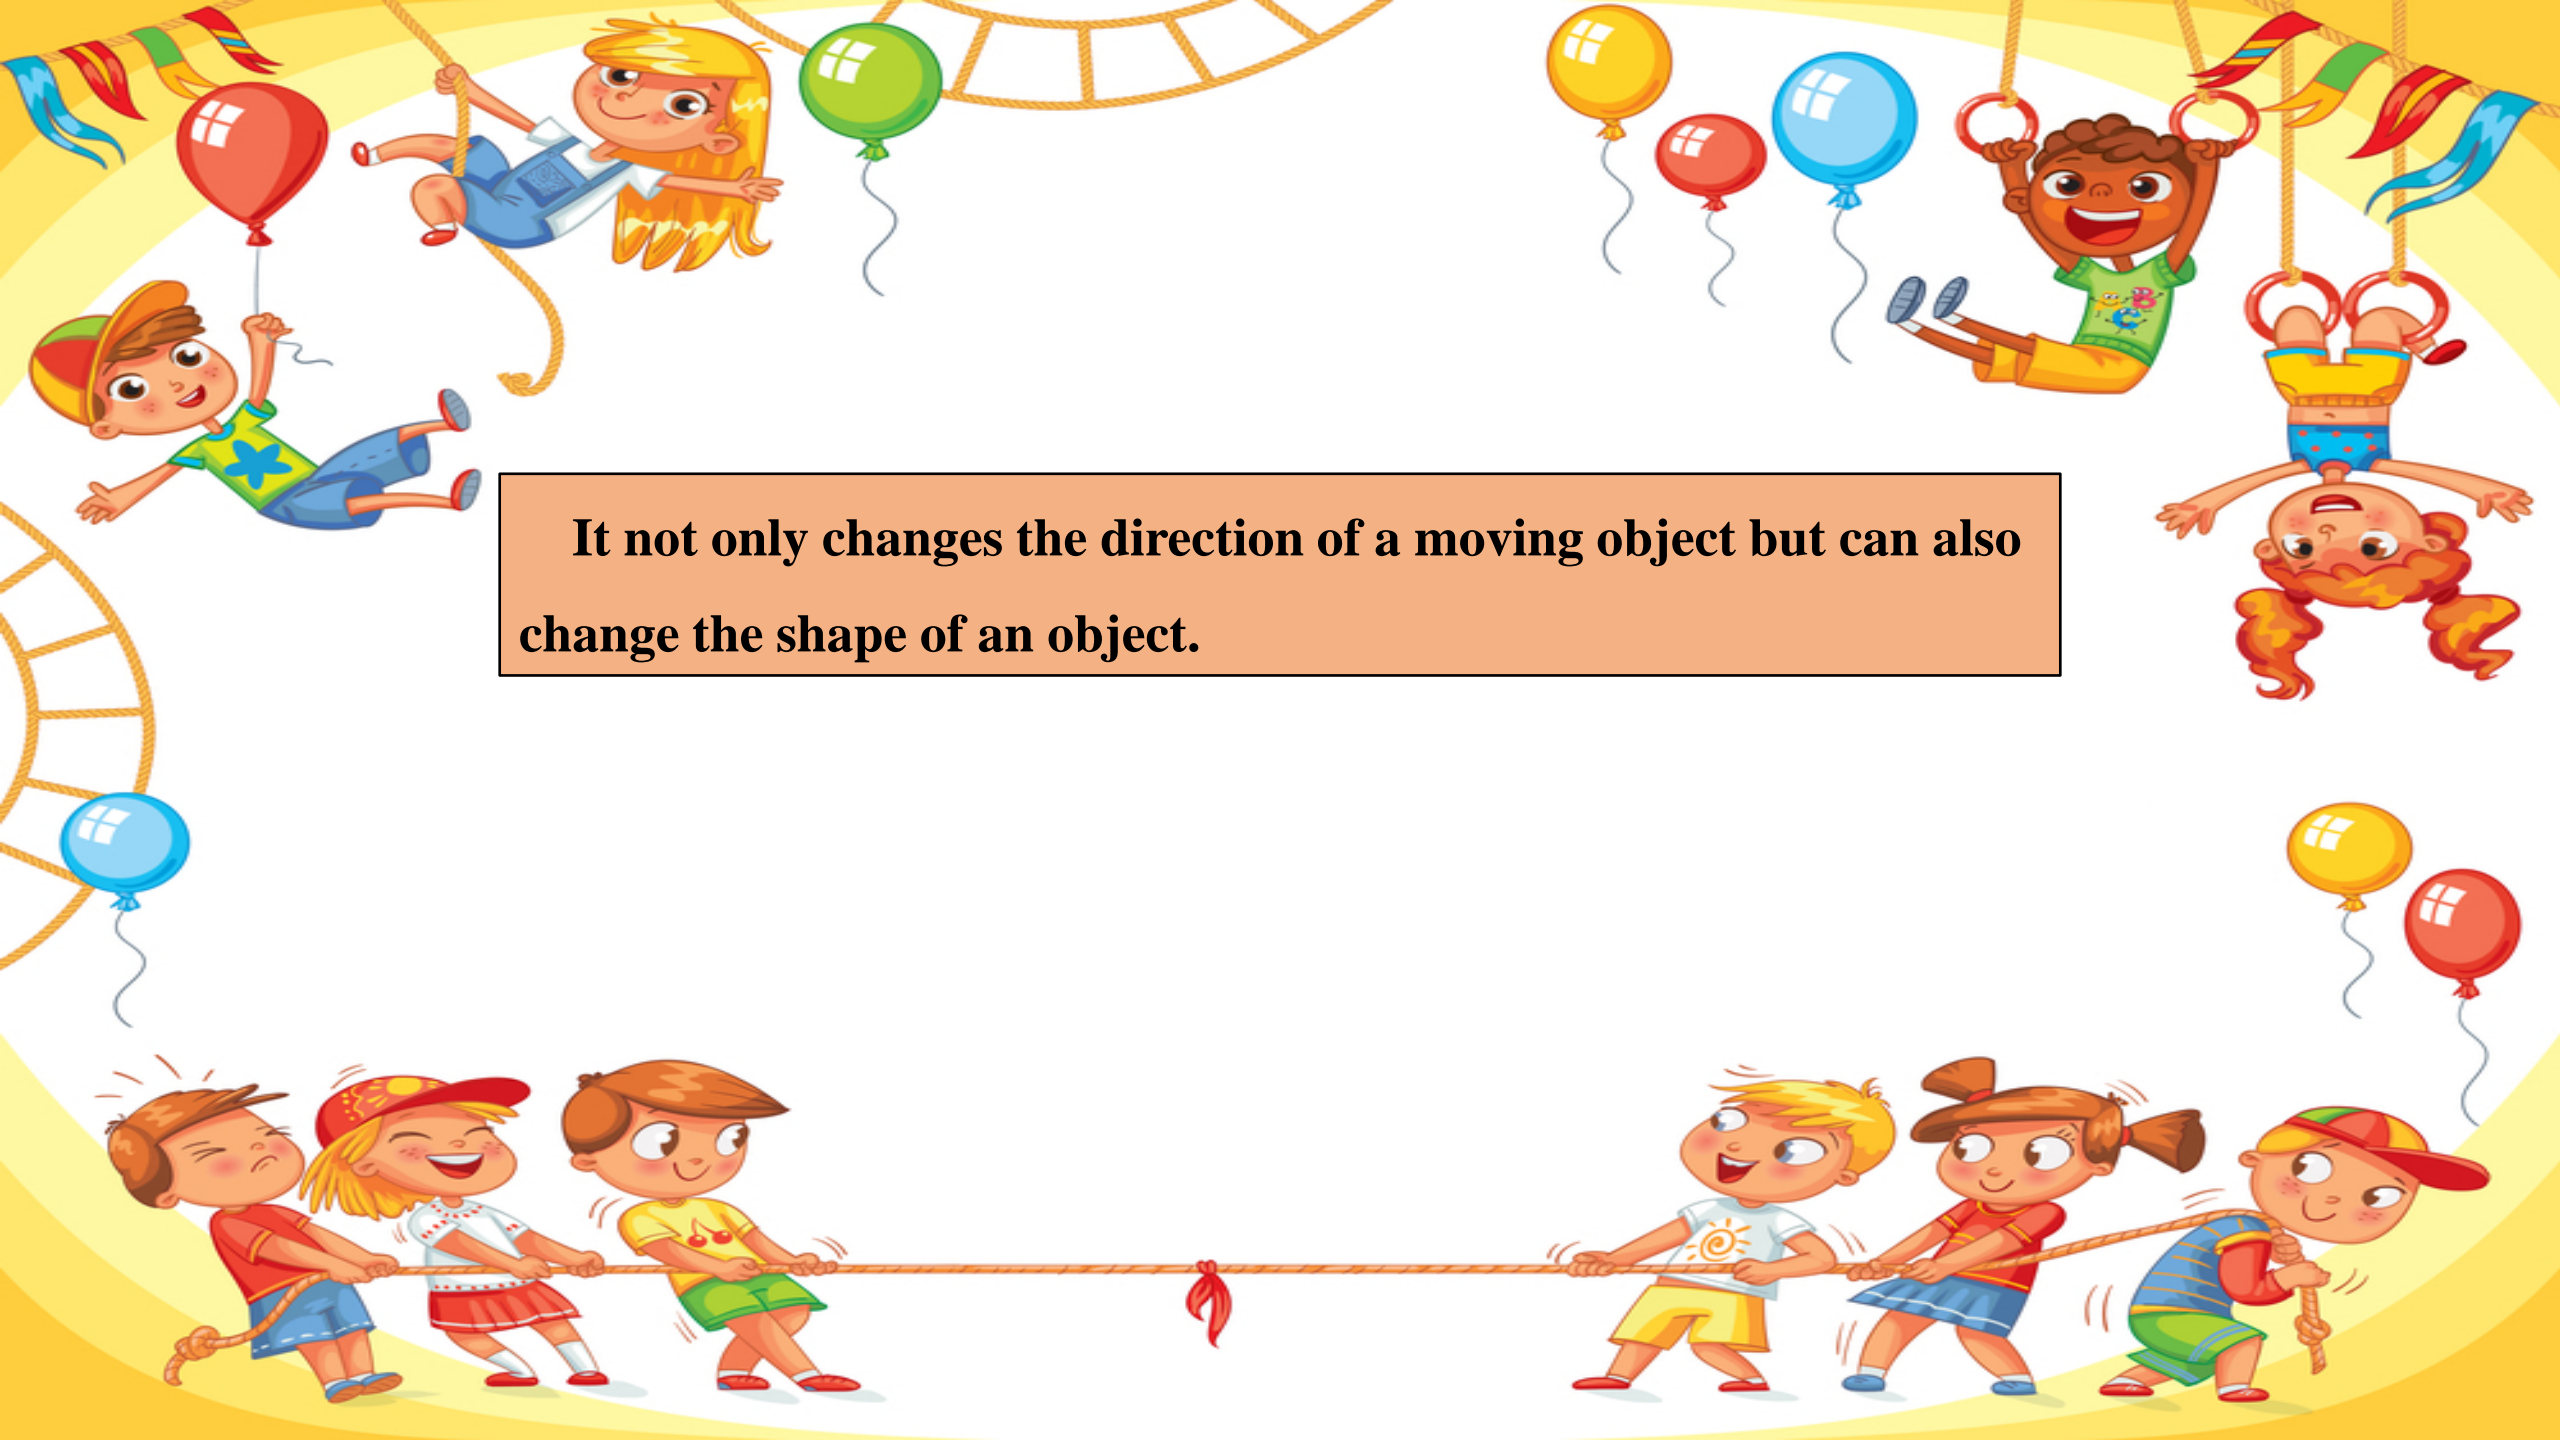 It not only changes the direction of a moving object but can also
change the shape of an object.